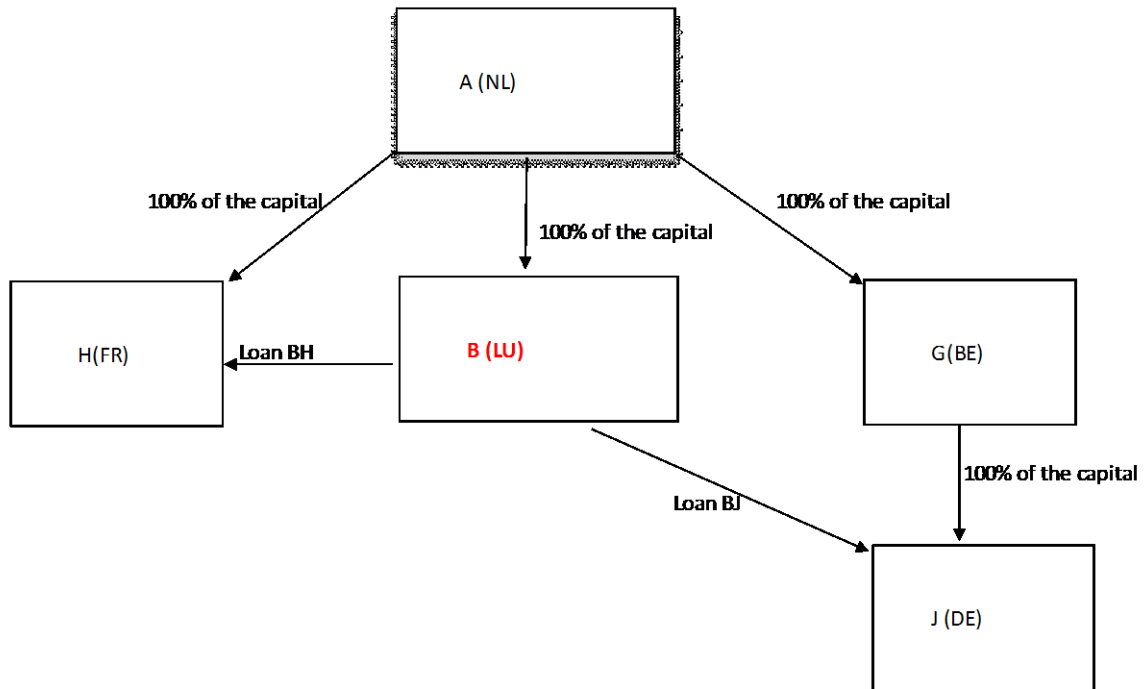 A (NL)
100% of the capital
100% of the capital
100% of the capital
H(FR)
Loan BH
B (LU)
G(BE)
100% of the capital
Loan BJ
J (DE)